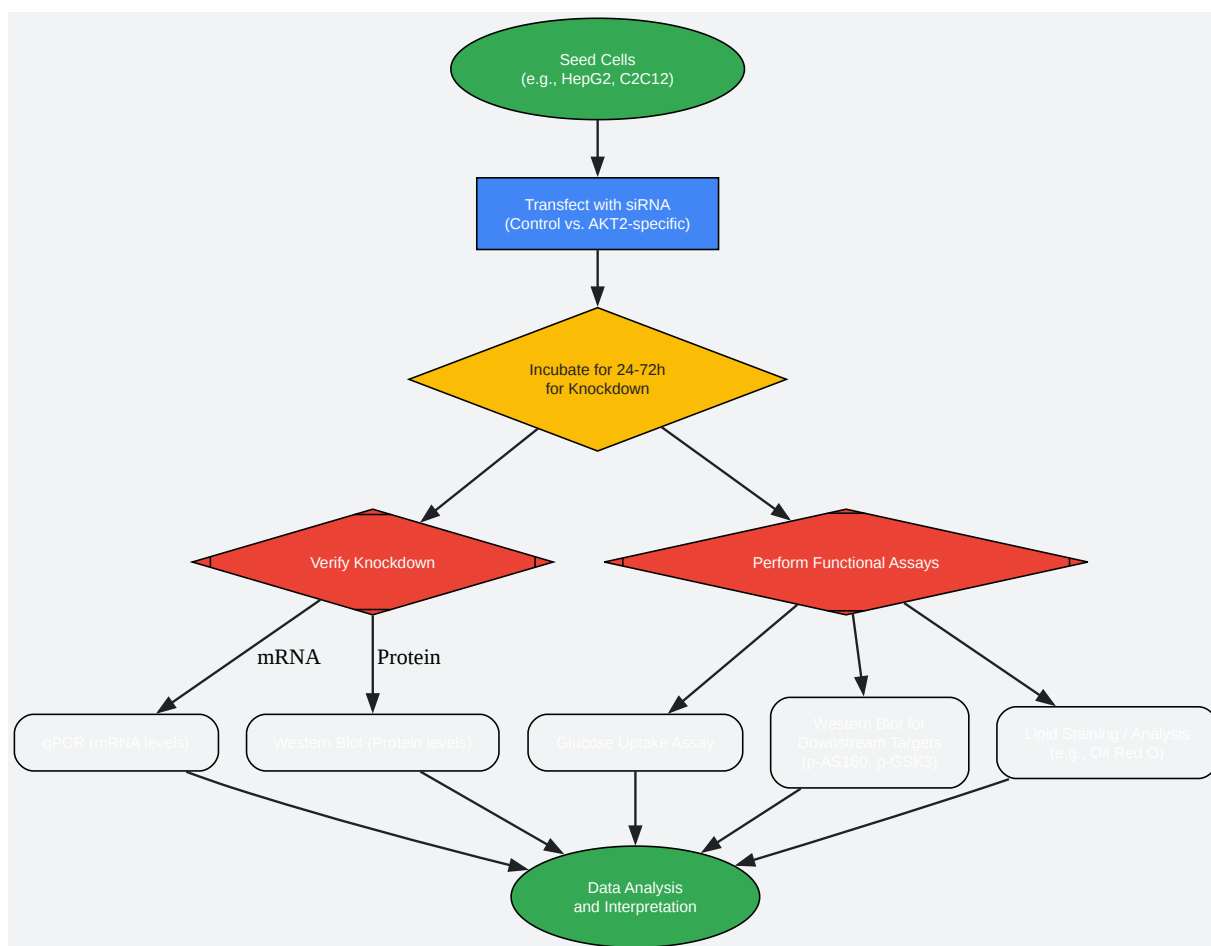 Seed Cells
(e.g., HepG2, C2C12)
Transfect with siRNA
(Control vs. AKT2-specific)
Incubate for 24-72h
for Knockdown
Verify Knockdown
Perform Functional Assays
mRNA
Protein
qPCR (mRNA levels)
Western Blot (Protein levels)
Glucose Uptake Assay
Western Blot for
Downstream Targets
(p-AS160, p-GSK3)
Lipid Staining / Analysis
(e.g., Oil Red O)
Data Analysis
and Interpretation